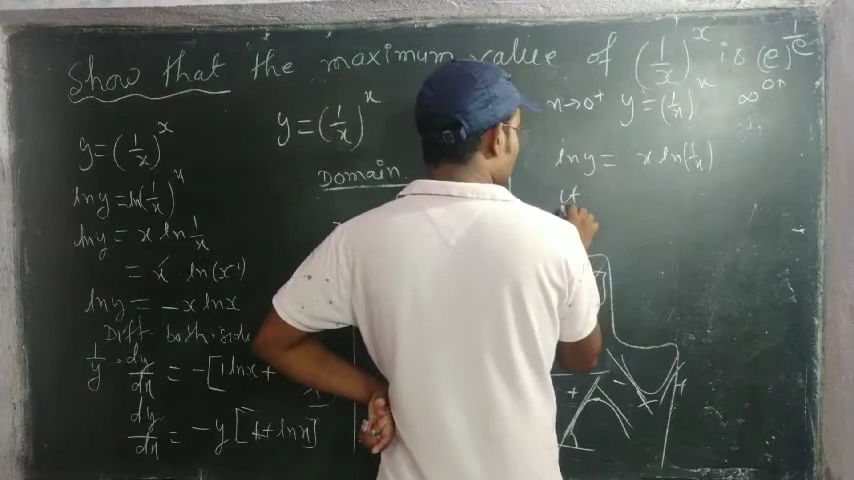 Show that the maximum value of (1/x)^x is (e)^1/e
y = (1/x)^x
ln y = ln(1/x)^x
ln y = x ln 1/x
= x ln(x^-1)
ln y = -x ln x
Diff both side
1/y · dy/dx = -[1 ln x +
dy/dx = -y [1 + ln x]
y = (1/x)^x
Domain
x → 0+ y = (1/x)^x ∞^0
ln y = x ln(1/x)
Lt